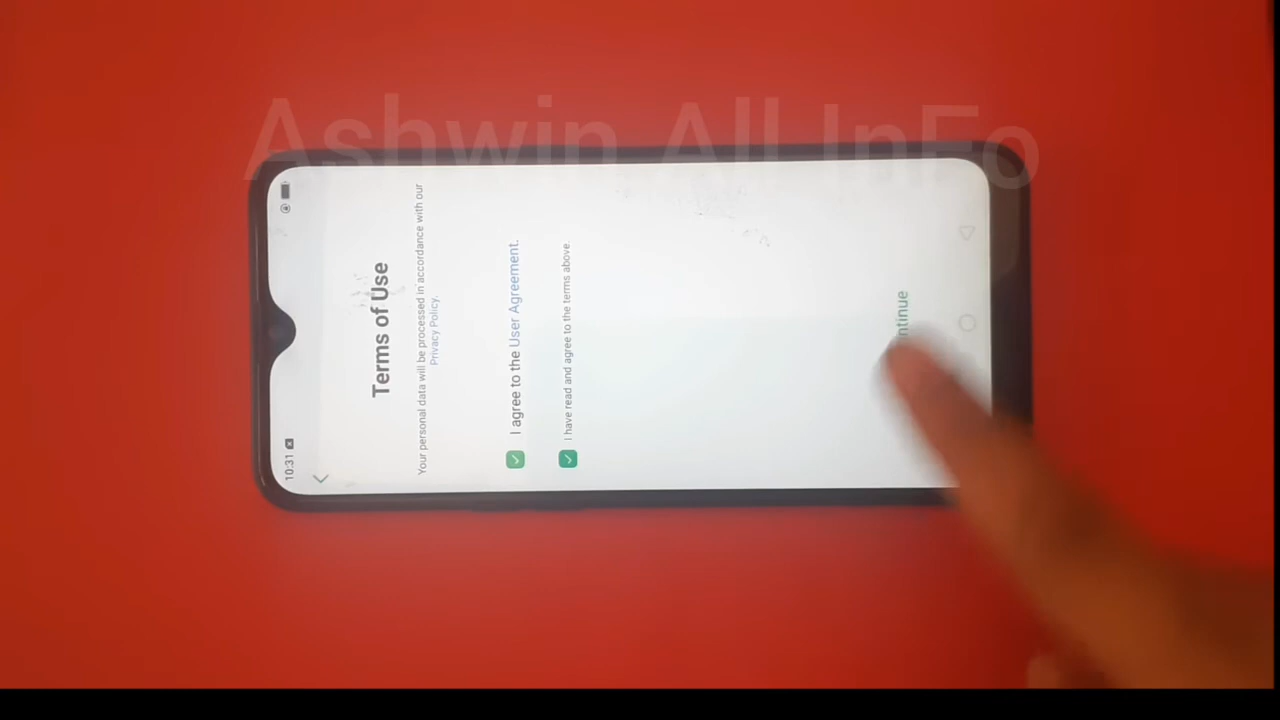 Ashwin All InFo
10:31
Terms of Use
Your personal data will be processed in accordance with our
Privacy Policy.
I agree to the User Agreement.
I have read and agree to the terms above
ntinue